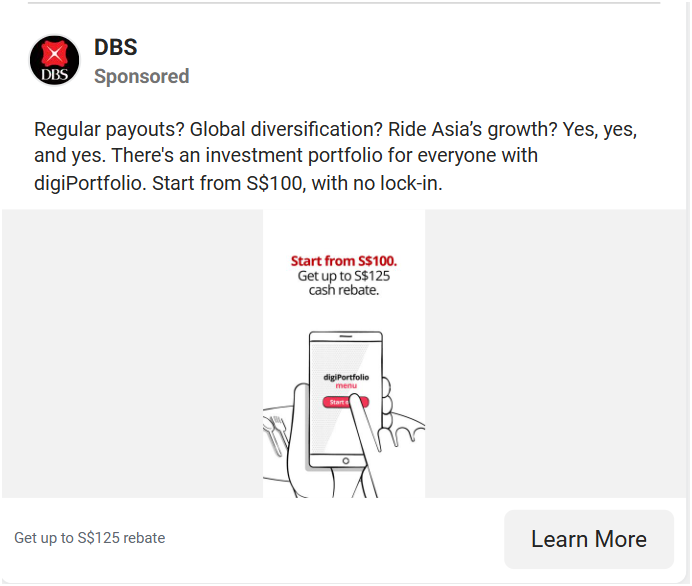 DBS
DBS
Sponsored
Regular payouts? Global diversification? Ride Asia’s growth? Yes, yes,
and yes. There's an investment portfolio for everyone with
digiPortfolio. Start from S$100, with no lock-in.
Start from S$100.
Get up to S$125
cash rebate.
digiPortfolio
menu
Start
Get up to S$125 rebate
Learn More